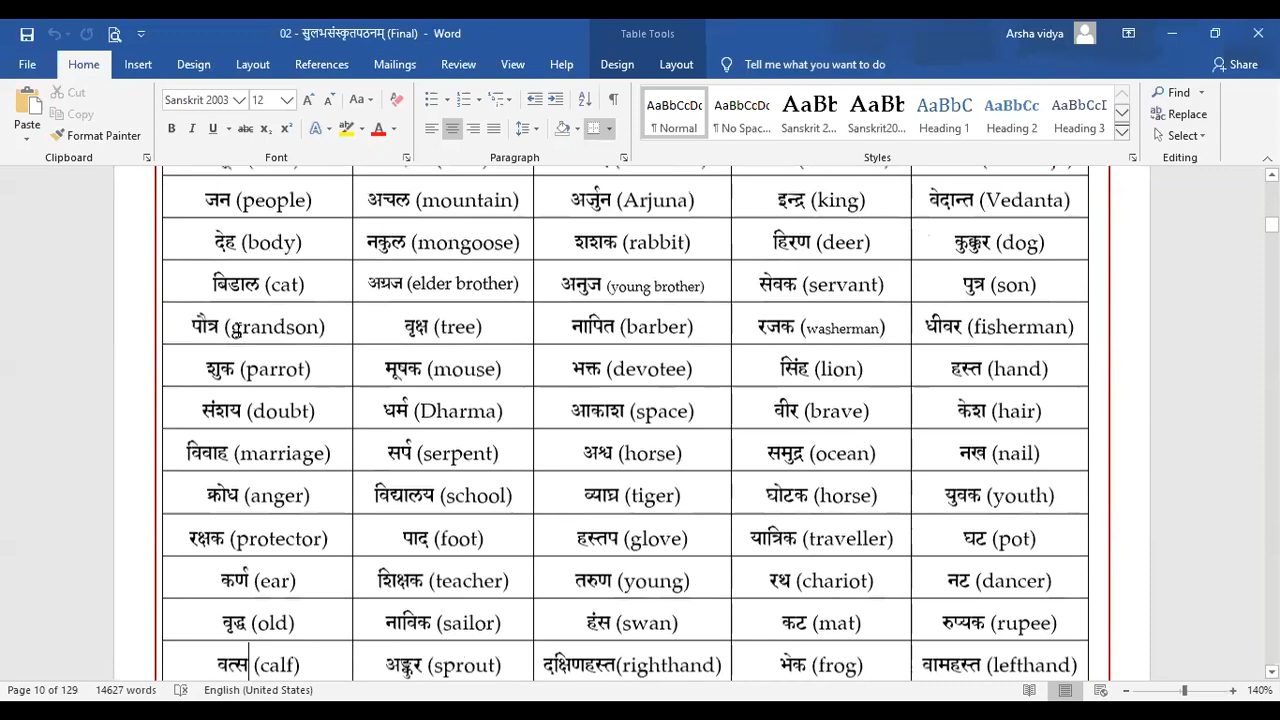 02 - सुलभसंस्कृतपठनम् (Final) - Word
Table Tools
Arsha vidya
File Home Insert Design Layout References Mailings Review View Help Design Layout Tell me what you want to do Share
Paste
Cut
Copy
Format Painter
Sanskrit 2003 12
AaBbCcDc AaBbCcDc AaBb AaBb AaBbC AaBbCc AaBbCcD
¶ Normal ¶ No Spac... Sanskrit 2... Sanskrit20... Heading 1 Heading 2 Heading 3
Find
Replace
Select
Clipboard Font Paragraph Styles Editing
जन (people) अचल (mountain) अर्जुन (Arjuna) इन्द्र (king) वेदान्त (Vedanta)
देह (body) नकुल (mongoose) शशक (rabbit) हिरण (deer) कुक्कुर (dog)
बिडाल (cat) अग्रज (elder brother) अनुज (young brother) सेवक (servant) पुत्र (son)
पौत्र (grandson) वृक्ष (tree) नापित (barber) रजक (washerman) धीवर (fisherman)
शुक (parrot) मूषक (mouse) भक्त (devotee) सिंह (lion) हस्त (hand)
संशय (doubt) धर्म (Dharma) आकाश (space) वीर (brave) केश (hair)
विवाह (marriage) सर्प (serpent) अश्व (horse) समुद्र (ocean) नख (nail)
क्रोध (anger) विद्यालय (school) व्याघ्र (tiger) घोटक (horse) युवक (youth)
रक्षक (protector) पाद (foot) हस्तप (glove) यात्रिक (traveller) घट (pot)
कर्ण (ear) शिक्षक (teacher) तरुण (young) रथ (chariot) नट (dancer)
वृद्ध (old) नाविक (sailor) हंस (swan) कट (mat) रुप्यक (rupee)
वत्स (calf) अङ्कुर (sprout) दक्षिणहस्त(righthand) भेक (frog) वामहस्त (lefthand)
Page 10 of 129 14627 words English (United States) 140%